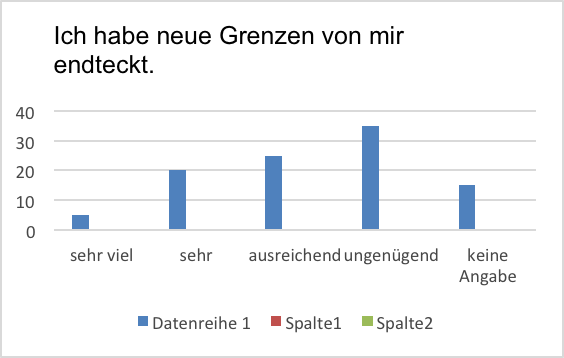 Ich habe neue Grenzen von mir
endteckt.
40
30
20
10
0
sehr viel sehr ausreichend ungenügend keine
Angabe
Datenreihe 1 Spalte1 Spalte2